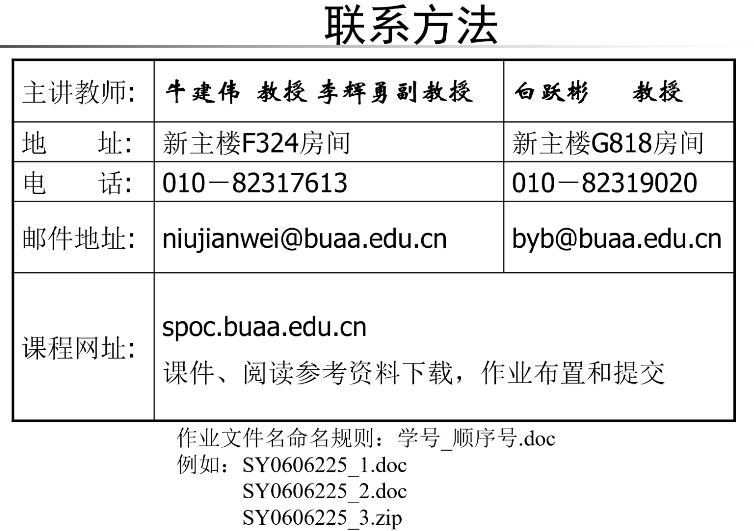 联系方法
主讲教师: 牛建伟 教授 李辉勇副教授 白跃彬 教授
地 址: 新主楼F324房间 新主楼G818房间
电 话: 010－82317613 010－82319020
邮件地址: niujianwei@buaa.edu.cn byb@buaa.edu.cn
课程网址: spoc.buaa.edu.cn
课件、阅读参考资料下载，作业布置和提交
作业文件名命名规则：学号_顺序号.doc
例如：SY0606225_1.doc
SY0606225_2.doc
SY0606225_3.zip